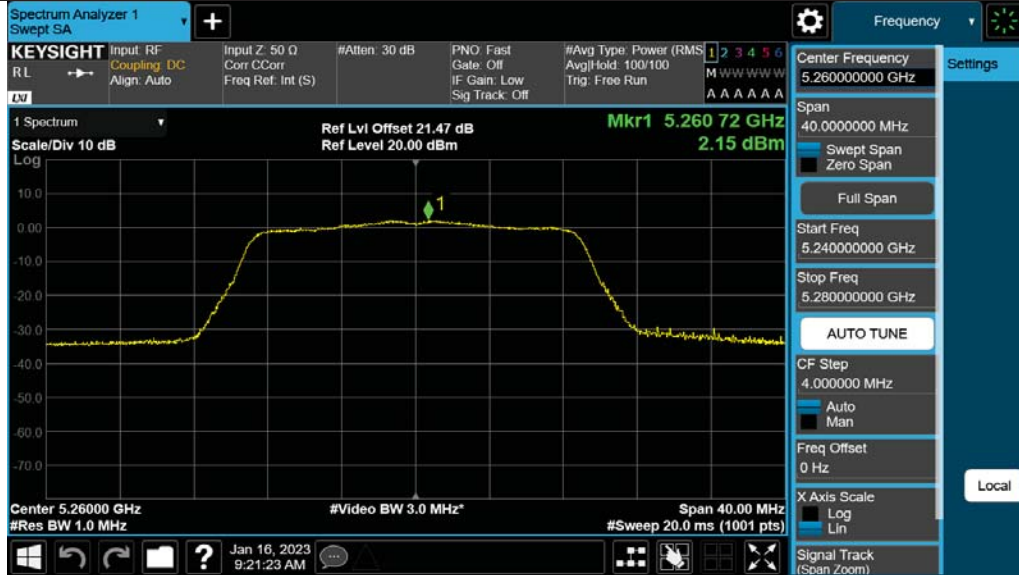 Spectrum Analyzer 1
Swept SA
+
Frequency
KEYSIGHT
RL
LXI
Input: RF
Coupling: DC
Align: Auto
Input Z: 50 Ω
Corr CCorr
Freq Ref: Int (S)
#Atten: 30 dB
PNO: Fast
Gate: Off
IF Gain: Low
Sig Track: Off
#Avg Type: Power (RMS
Avg|Hold: 100/100
Trig: Free Run
1 2 3 4 5 6
M W W W W W
A A A A A A
1 Spectrum
Scale/Div 10 dB
Log
Ref Lvl Offset 21.47 dB
Ref Level 20.00 dBm
Mkr1 5.260 72 GHz
2.15 dBm
10.0
0.00
-10.0
-20.0
-30.0
-40.0
-50.0
-60.0
-70.0
1
Center 5.26000 GHz
#Res BW 1.0 MHz
#Video BW 3.0 MHz*
Span 40.00 MHz
#Sweep 20.0 ms (1001 pts)
?
Jan 16, 2023
9:21:23 AM
Center Frequency
5.260000000 GHz
Span
40.0000000 MHz
Swept Span
Zero Span
Full Span
Start Freq
5.240000000 GHz
Stop Freq
5.280000000 GHz
AUTO TUNE
CF Step
4.000000 MHz
Auto
Man
Freq Offset
0 Hz
X Axis Scale
Log
Lin
Signal Track
(Span Zoom)
Settings
Local